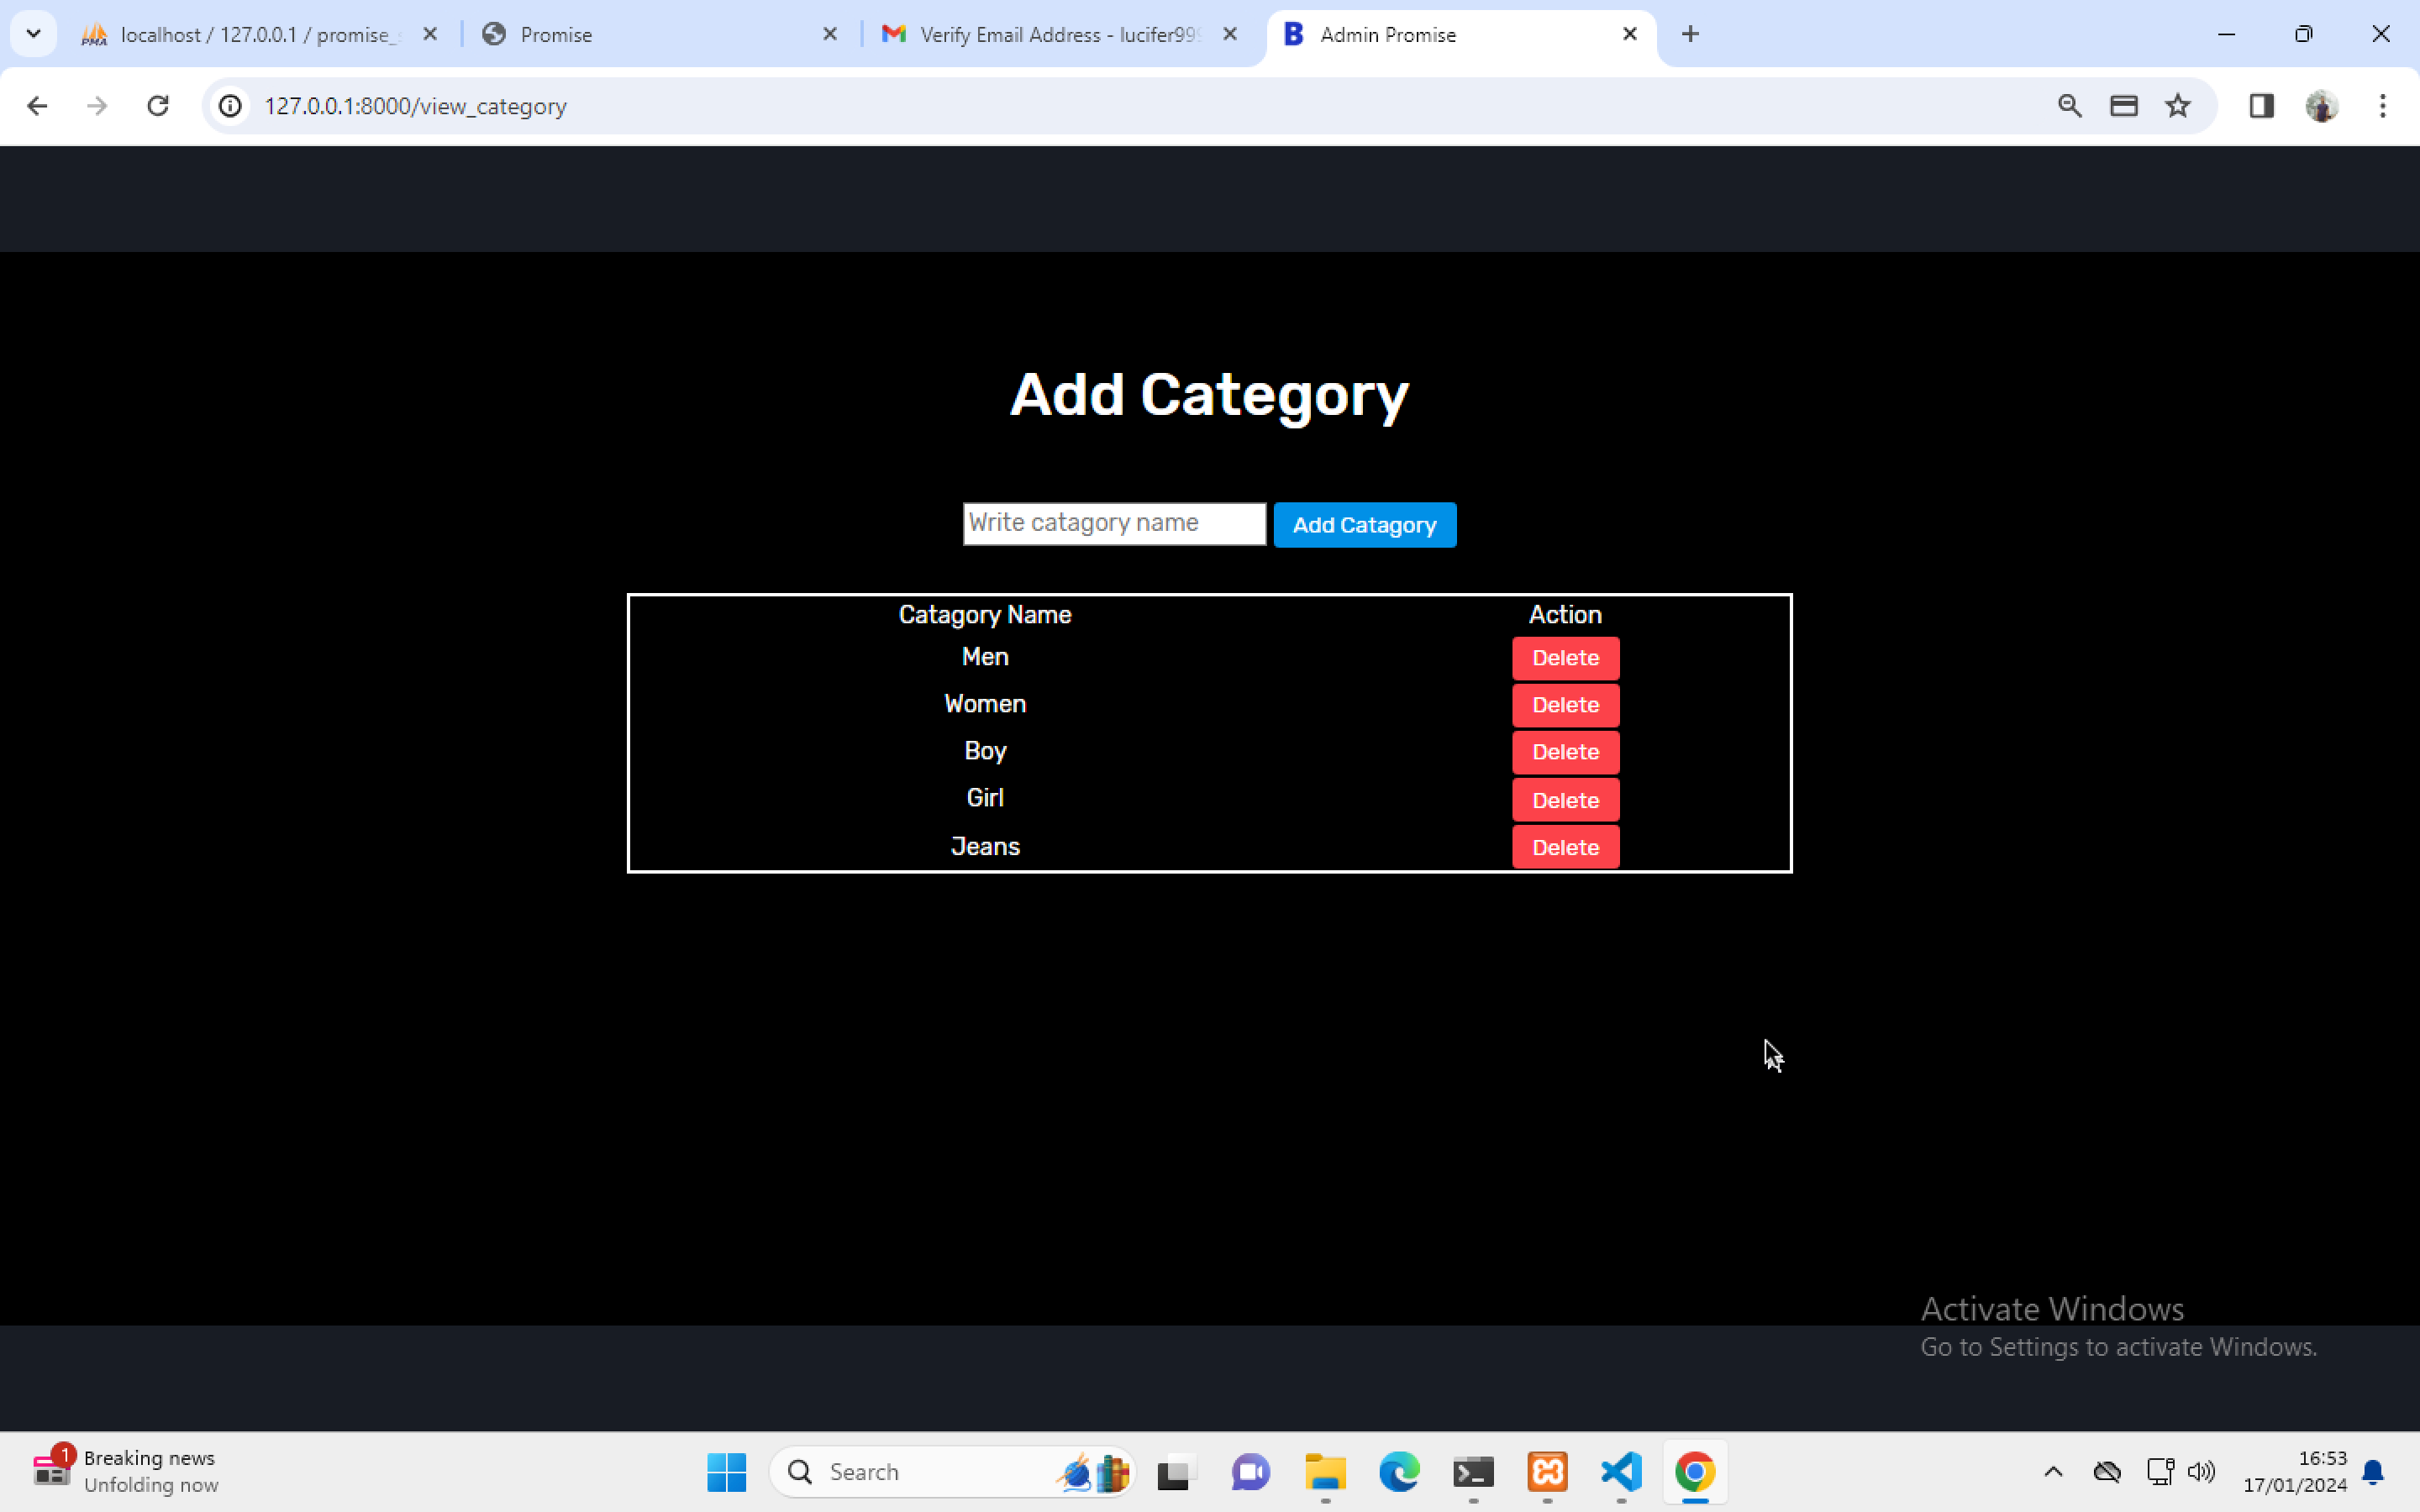 localhost / 127.0.0.1 / promise_
Promise
Verify Email Address - lucifer999
B Admin Promise
127.0.0.1:8000/view_category
Add Category
Write catagory name
Add Catagory
Catagory Name Action
Men Delete
Women Delete
Boy Delete
Girl Delete
Jeans Delete
Activate Windows
Go to Settings to activate Windows.
1 Breaking news
Unfolding now
Search
16:53
17/01/2024